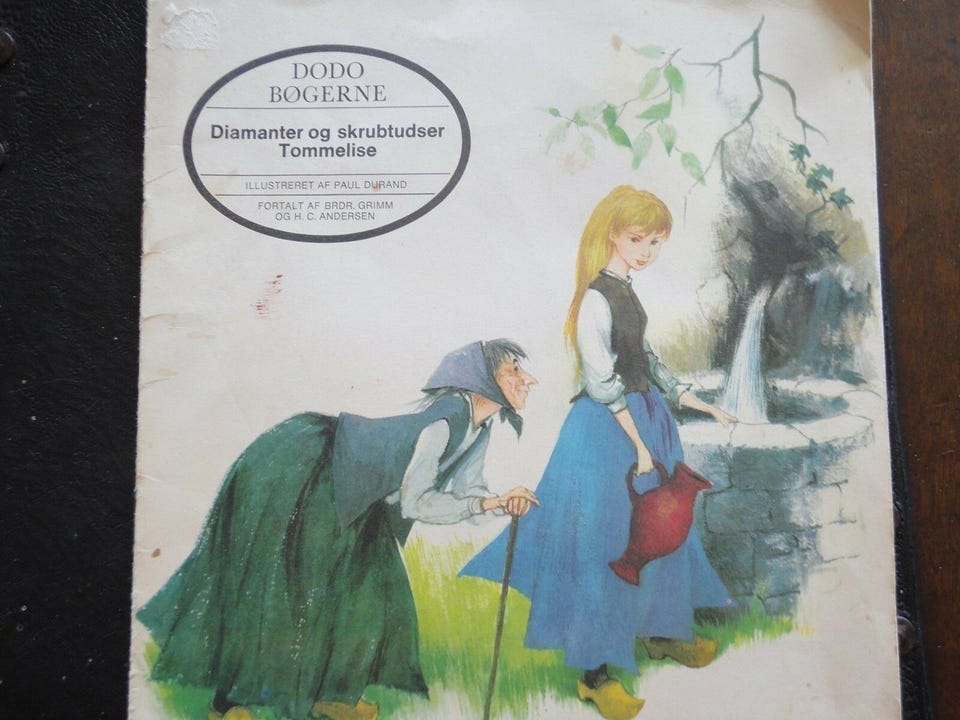 DODO
BØGERNE
Diamanter og skrubtudser
Tommelise
ILLUSTRERET AF PAUL DURAND
FORTALT AF BRDR. GRIMM
OG H. C. ANDERSEN